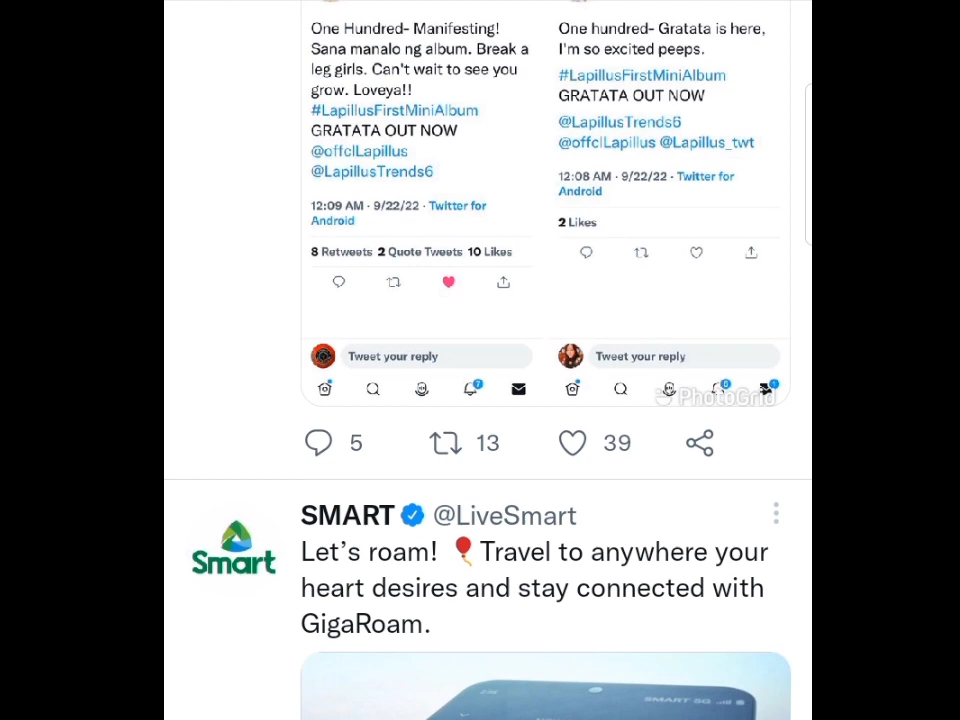 One Hundred- Manifesting!
Sana manalo ng album. Break a
leg girls. Can't wait to see you
grow. Loveya!!
#LapillusFirstMiniAlbum
GRATATA OUT NOW
@offclLapillus
@LapillusTrends6
12:09 AM · 9/22/22 · Twitter for
Android
8 Retweets 2 Quote Tweets 10 Likes
Tweet your reply
7
One hundred- Gratata is here,
I'm so excited peeps.
#LapillusFirstMiniAlbum
GRATATA OUT NOW
@LapillusTrends6
@offclLapillus @Lapillus_twt
12:08 AM · 9/22/22 · Twitter for
Android
2 Likes
Tweet your reply
PhotoGrid
5 13 39
SMART @LiveSmart
Smart
Let’s roam! 🎈Travel to anywhere your
heart desires and stay connected with
GigaRoam.
SMART 5G